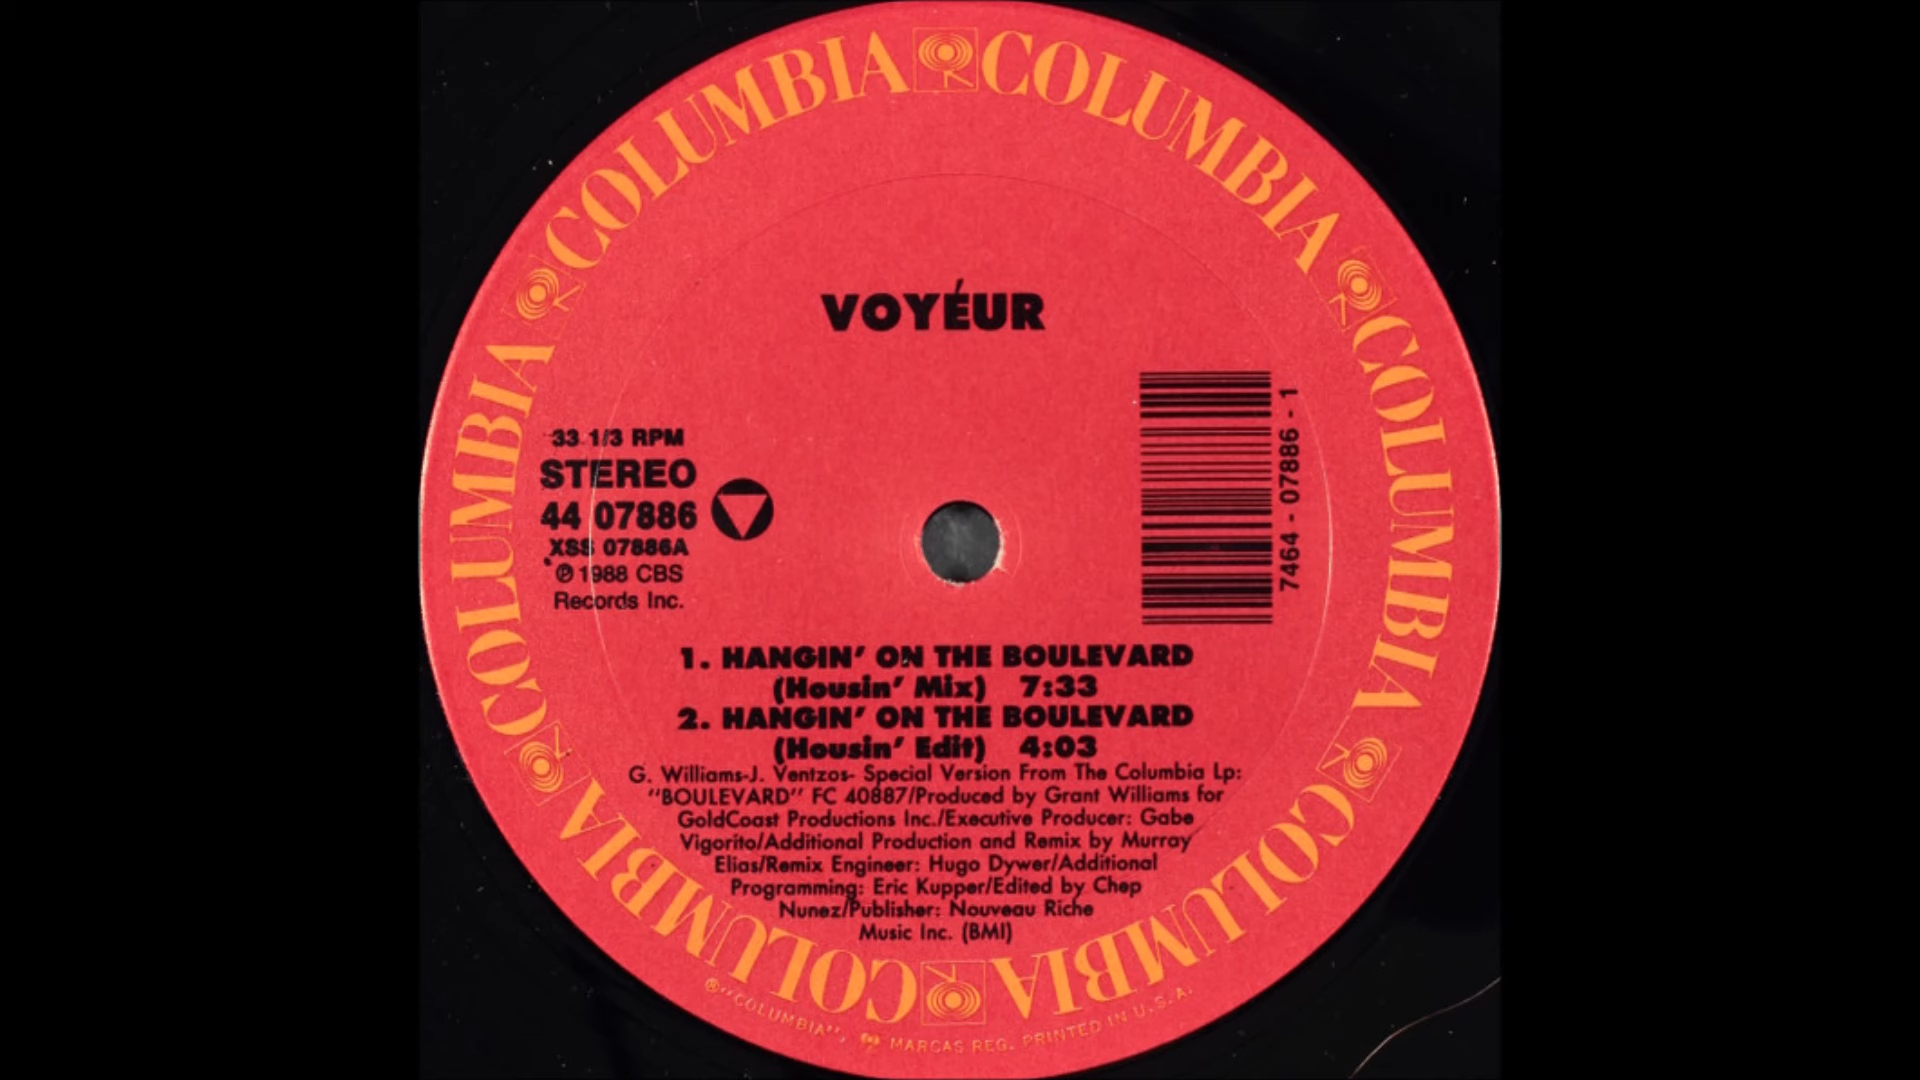 COLUMBIA COLUMBIA COLUMBIA COLUMBIA COLUMBIA COLUMBIA COLUMBIA COLUMBIA
VOYÉUR
33 1/3 RPM
STEREO
44 07886
XSS 07886A
℗ 1988 CBS
Records Inc.
7464 - 07886 - 1
1. HANGIN' ON THE BOULEVARD
(Housin' Mix) 7:33
2. HANGIN' ON THE BOULEVARD
(Housin' Edit) 4:03
G. Williams-J. Ventzos- Special Version From The Columbia Lp:
"BOULEVARD" FC 40887/Produced by Grant Williams for
GoldCoast Productions Inc./Executive Producer: Gabe
Vigorito/Additional Production and Remix by Murray
Elias/Remix Engineer: Hugo Dywer/Additional
Programming: Eric Kupper/Edited by Chep
Nunez/Publisher: Nouveau Riche
Music Inc. (BMI)
® "COLUMBIA", MARCAS REG. PRINTED IN U.S.A.